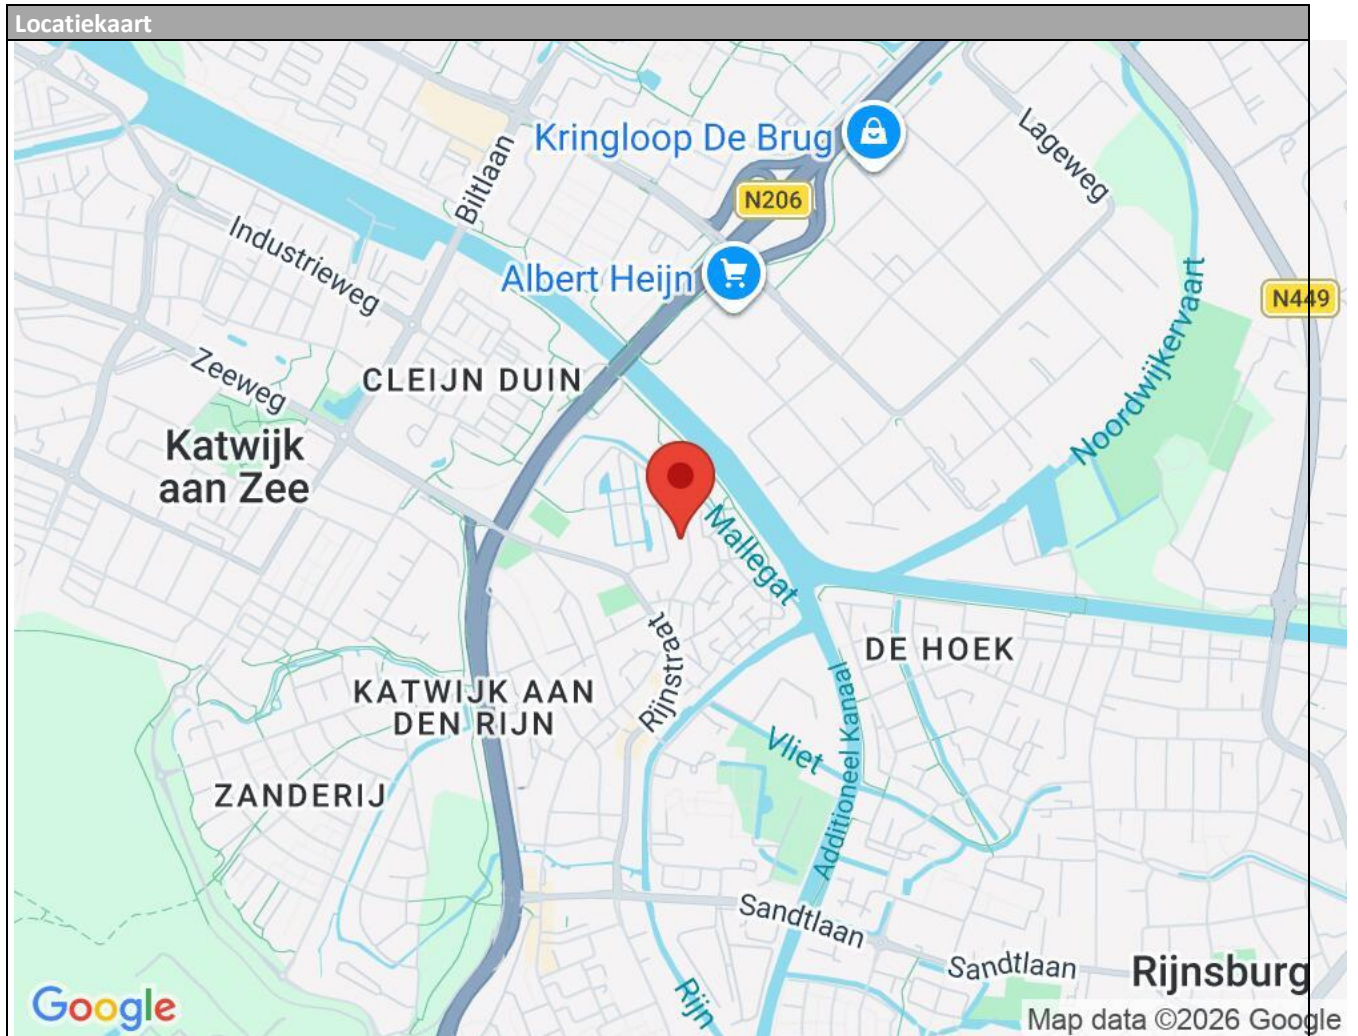 Locatiekaart
Kringloop De Brug
Lageweg
Biltlaan
N206
Industrieweg
Albert Heijn
N449
Noordwijkervaart
Zeeweg
CLEIJN DUIN
Katwijk
aan Zee
Mallegat
Rijnstraat
DE HOEK
KATWIJK AAN
DEN RIJN
Vliet
Additioneel Kanaal
ZANDERIJ
Sandtlaan
Sandtlaan
Rijnsburg
Rijn
Google
Map data ©2026 Google